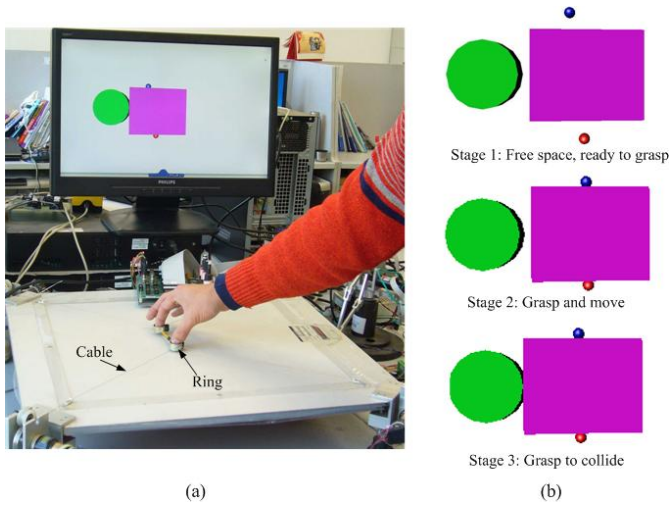 PHILIPS
Cable
Ring
(a)
Stage 1: Free space, ready to grasp
Stage 2: Grasp and move
Stage 3: Grasp to collide
(b)